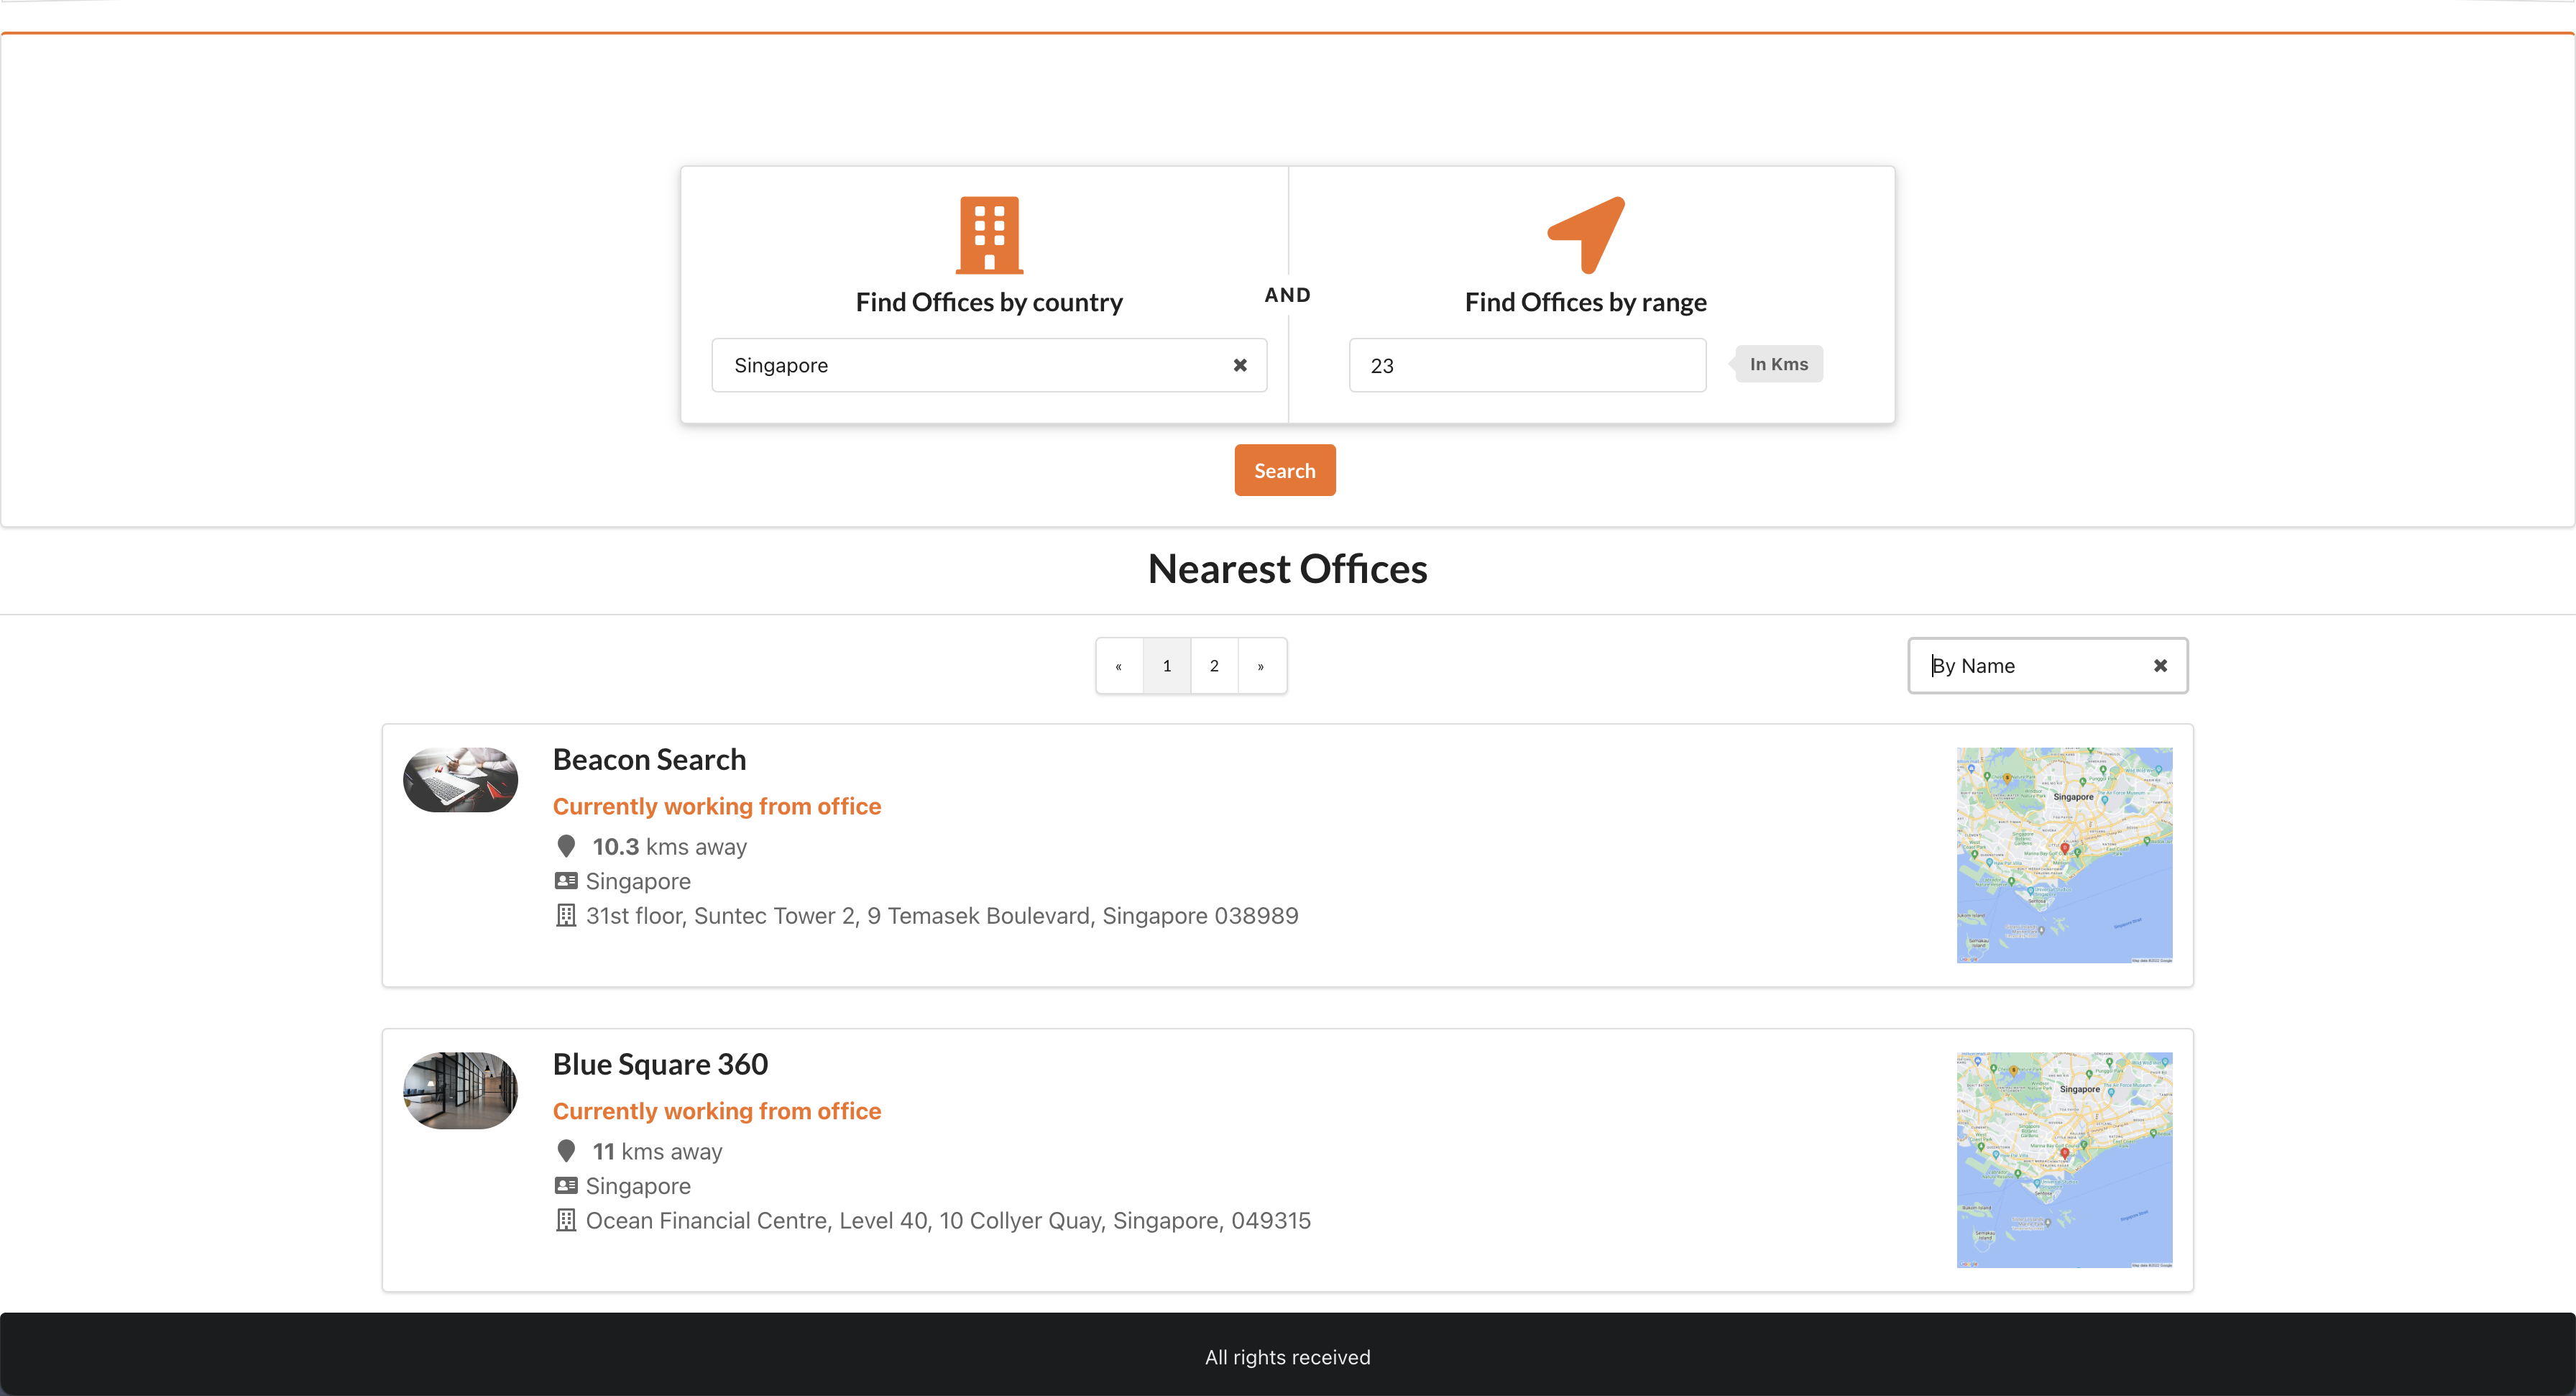 Find Offices by country
AND
Find Offices by range
Singapore
23
In Kms
Search
Nearest Offices
« 1 2 »
By Name
Beacon Search
Currently working from office
10.3 kms away
Singapore
31st floor, Suntec Tower 2, 9 Temasek Boulevard, Singapore 038989
Singapore
Blue Square 360
Currently working from office
11 kms away
Singapore
Ocean Financial Centre, Level 40, 10 Collyer Quay, Singapore, 049315
Singapore
All rights received